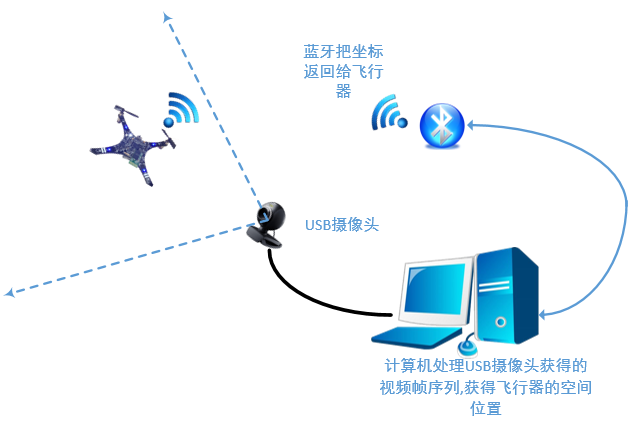 蓝牙把坐标
返回给飞行
器
USB摄像头
计算机处理USB摄像头获得的
视频帧序列,获得飞行器的空间
位置